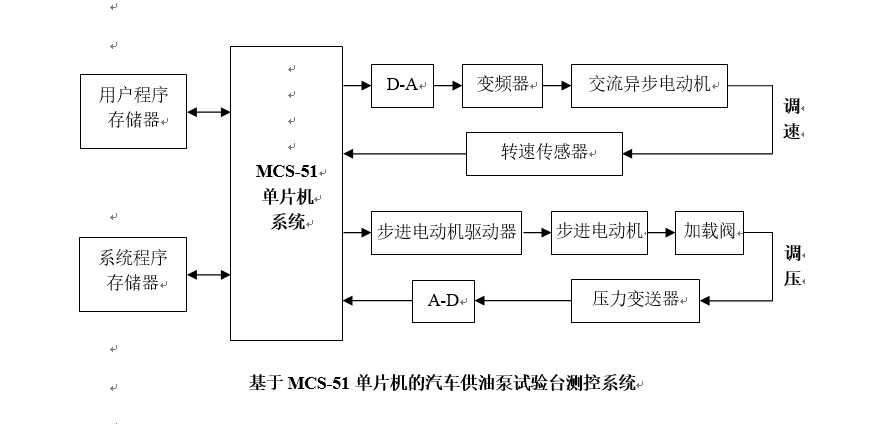 用户程序
存储器
系统程序
存储器
MCS-51
单片机
系统
D-A
变频器
交流异步电动机
调
速
转速传感器
步进电动机驱动器
步进电动机
加载阀
调
压
A-D
压力变送器
基于 MCS-51 单片机的汽车供油泵试验台测控系统